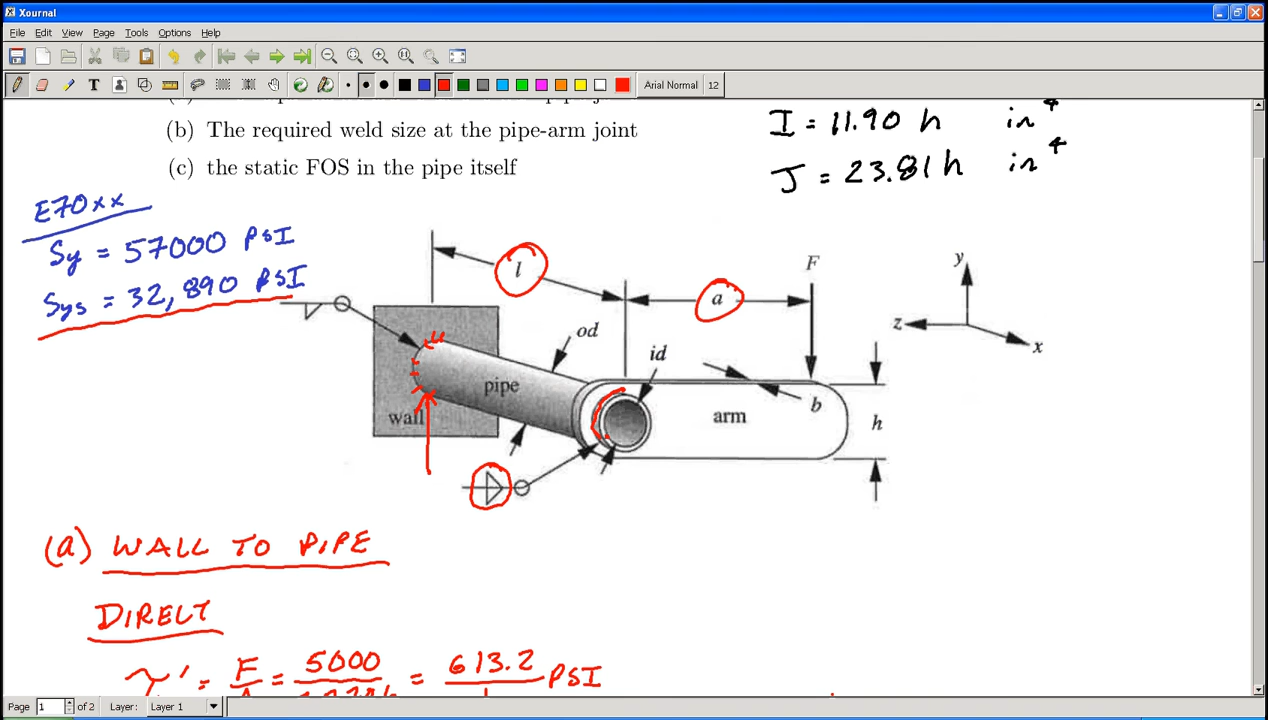 Xournal
File Edit View Page Tools Options Help
Arial Normal 12
(b) The required weld size at the pipe-arm joint
(c) the static FOS in the pipe itself
I = 11.90 h in⁴
J = 23.81 h in⁴
E70xx
Sy = 57000 PSI
Sys = 32,890 PSI
l
a
F
y
z
x
od
id
pipe
wall
arm
b
h
(a) WALL TO PIPE
DIRECT
τ' = F = 5000 = 613.2 PSI
Page 1 of 2 Layer: Layer 1